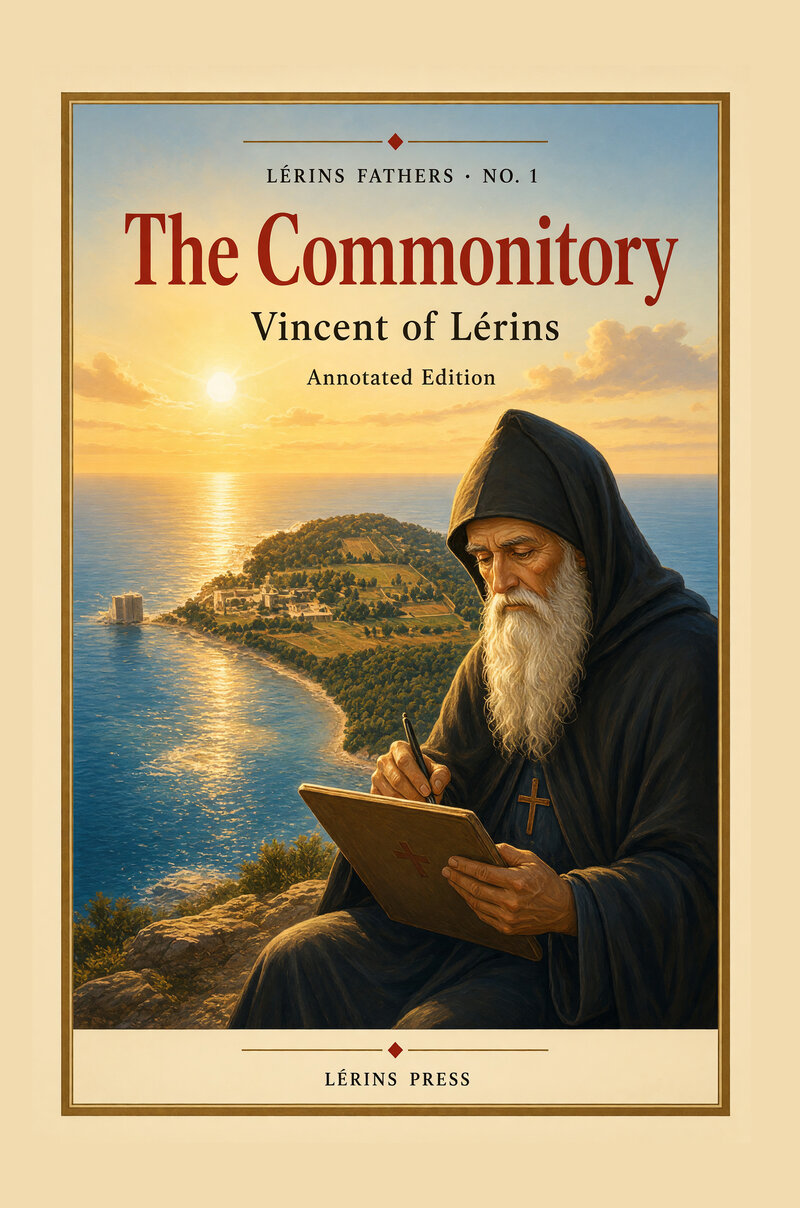 LÉRINS FATHERS · NO. 1
The Commonitory
Vincent of Lérins
Annotated Edition
LÉRINS PRESS